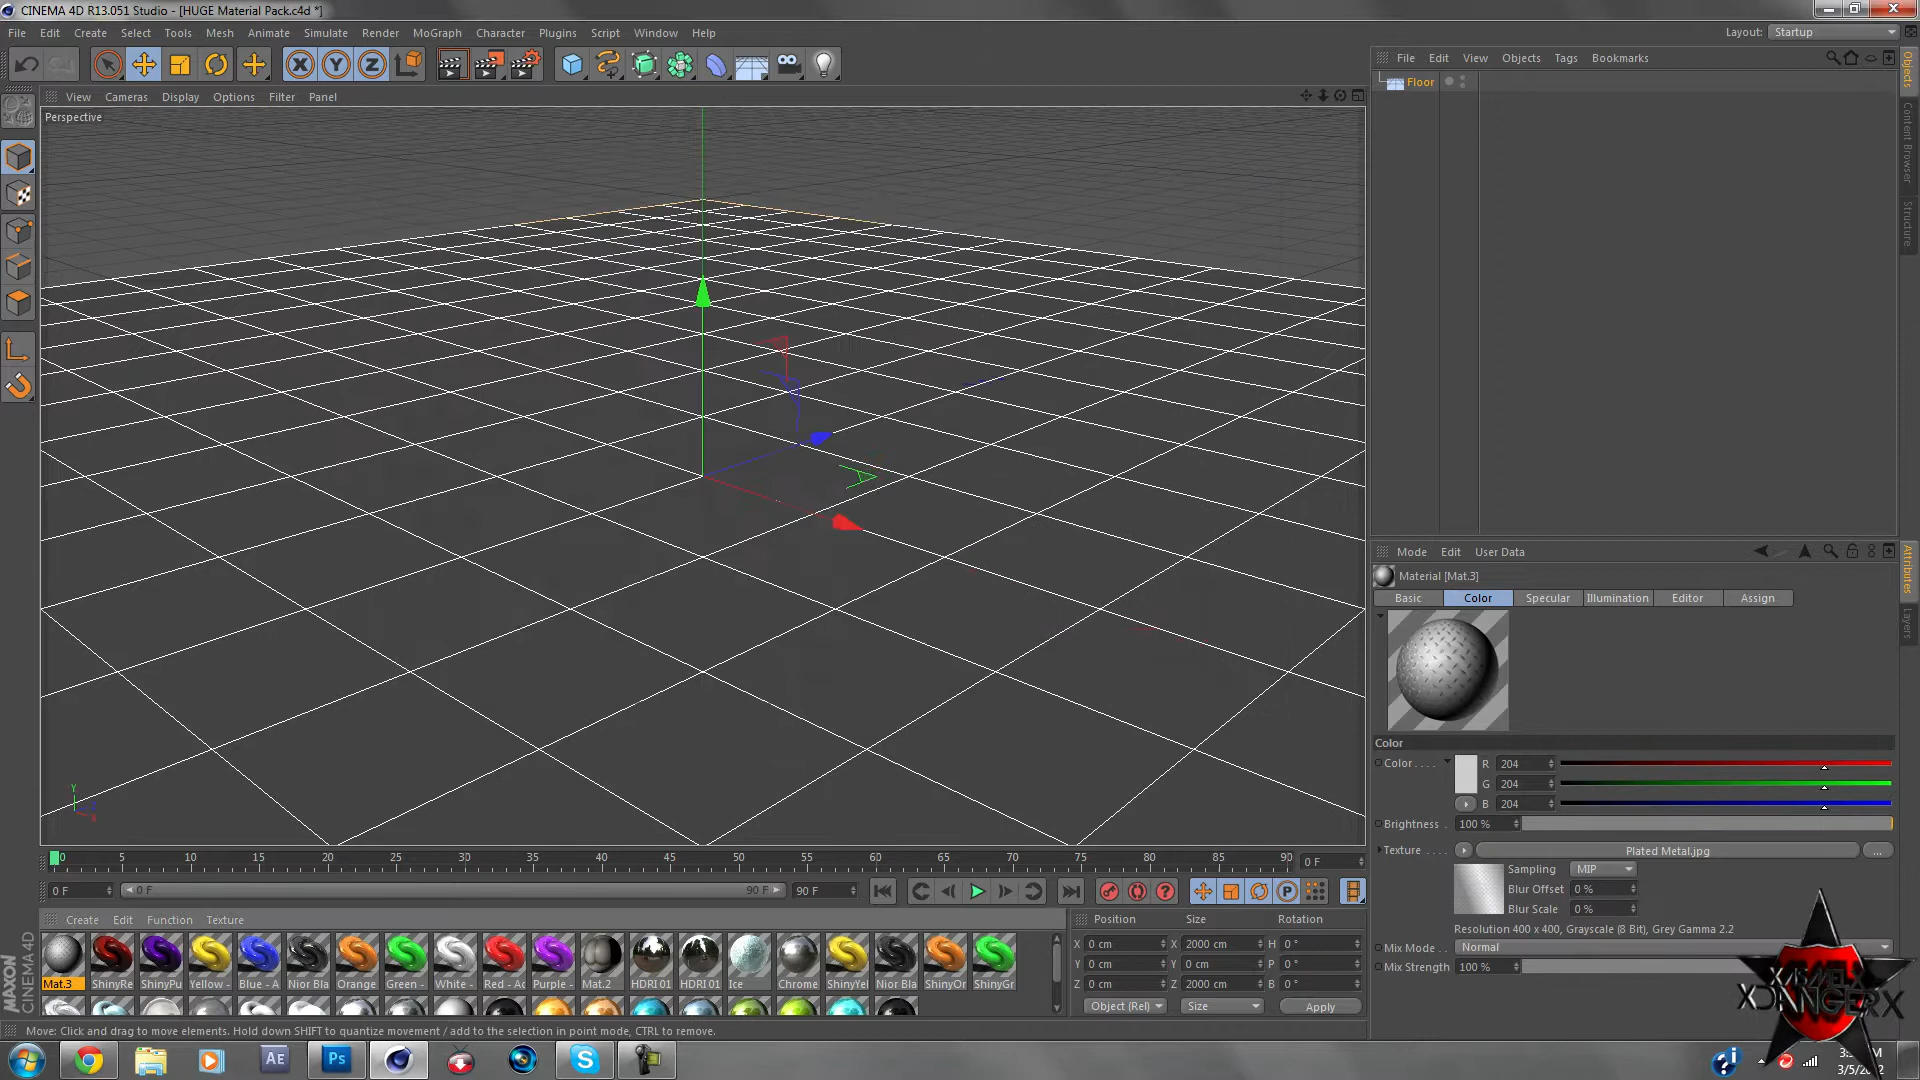 CINEMA 4D R13.051 Studio - [HUGE Material Pack.c4d *]
File Edit Create Select Tools Mesh Animate Simulate Render MoGraph Character Plugins Script Window Help
Layout: Startup
X Y Z
File Edit View Objects Tags Bookmarks
Floor
Objects
Content Browser
Structure
View Cameras Display Options Filter Panel
Perspective
Mode Edit User Data
Material [Mat.3]
Basic Color Specular Illumination Editor Assign
Attributes
Layers
Color
Color . . . . R 204
G 204
B 204
Brightness . 100 %
Texture . . . . Plated Metal.jpg ...
Sampling MIP
Blur Offset 0 %
Blur Scale 0 %
Resolution 400 x 400, Grayscale (8 Bit), Grey Gamma 2.2
Mix Mode . . Normal
Mix Strength 100 %
Y
0 5 10 15 20 25 30 35 40 45 50 55 60 65 70 75 80 85 90 0 F
0 F 0 F 90 F 90 F
P
Create Edit Function Texture
Position Size Rotation
X 0 cm X 2000 cm H 0 °
Y 0 cm Y 0 cm P 0 °
Z 0 cm Z 2000 cm B 0 °
Object (Rel) Size Apply
Mat.3 ShinyRe ShinyPu Yellow - Blue - A Nior Bla Orange Green - White - Red - Ac Purple - Mat.2 HDRI 01 HDRI 01 Ice Chrome ShinyYel Nior Bla ShinyOr ShinyGr
MAXON
CINEMA 4D
Move: Click and drag to move elements. Hold down SHIFT to quantize movement / add to the selection in point mode, CTRL to remove.
AE Ps S